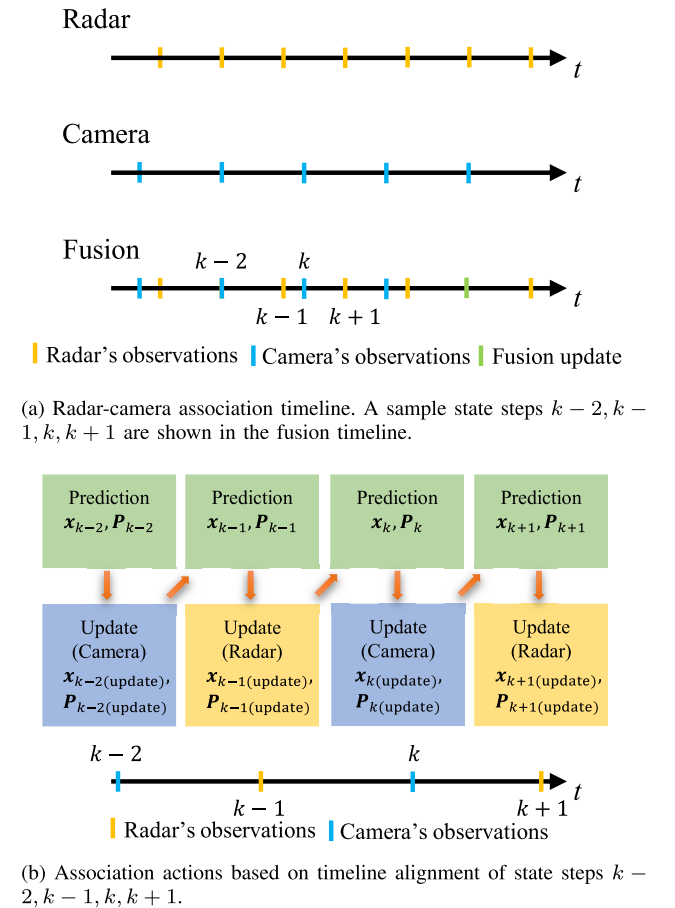 Radar
t
Camera
t
Fusion
k − 2
k
t
k − 1
k + 1
Radar's observations
Camera's observations
Fusion update
(a) Radar-camera association timeline. A sample state steps k − 2, k −
1, k, k + 1 are shown in the fusion timeline.
Prediction
x_{k−2}, P_{k−2}
Prediction
x_{k−1}, P_{k−1}
Prediction
x_k, P_k
Prediction
x_{k+1}, P_{k+1}
Update
(Camera)
x_{k−2(update)},
P_{k−2(update)}
Update
(Radar)
x_{k−1(update)},
P_{k−1(update)}
Update
(Camera)
x_{k(update)},
P_{k(update)}
Update
(Radar)
x_{k+1(update)},
P_{k+1(update)}
k − 2
k
t
k − 1
k + 1
Radar's observations
Camera's observations
(b) Association actions based on timeline alignment of state steps k −
2, k − 1, k, k + 1.